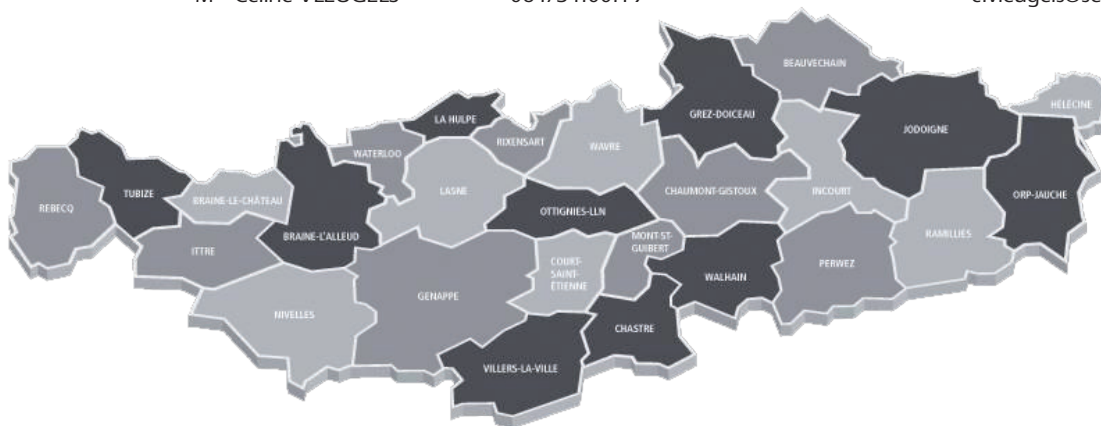 BEAUVECHAIN
HÉLÉCINE
LA HULPE
GREZ-DOICEAU
JODOIGNE
RIXENSART
WAVRE
WATERLOO
LASNE
CHAUMONT-GISTOUX
INCOURT
TUBIZE
BRAINE-LE-CHÂTEAU
ORP-JAUCHE
REBECQ
OTTIGNIES-LLN
BRAINE-L'ALLEUD
MONT-ST-
GUIBERT
RAMILLIES
ITTRE
COURT-
SAINT-
ÉTIENNE
WALHAIN
PERWEZ
GENAPPE
NIVELLES
CHASTRE
VILLERS-LA-VILLE